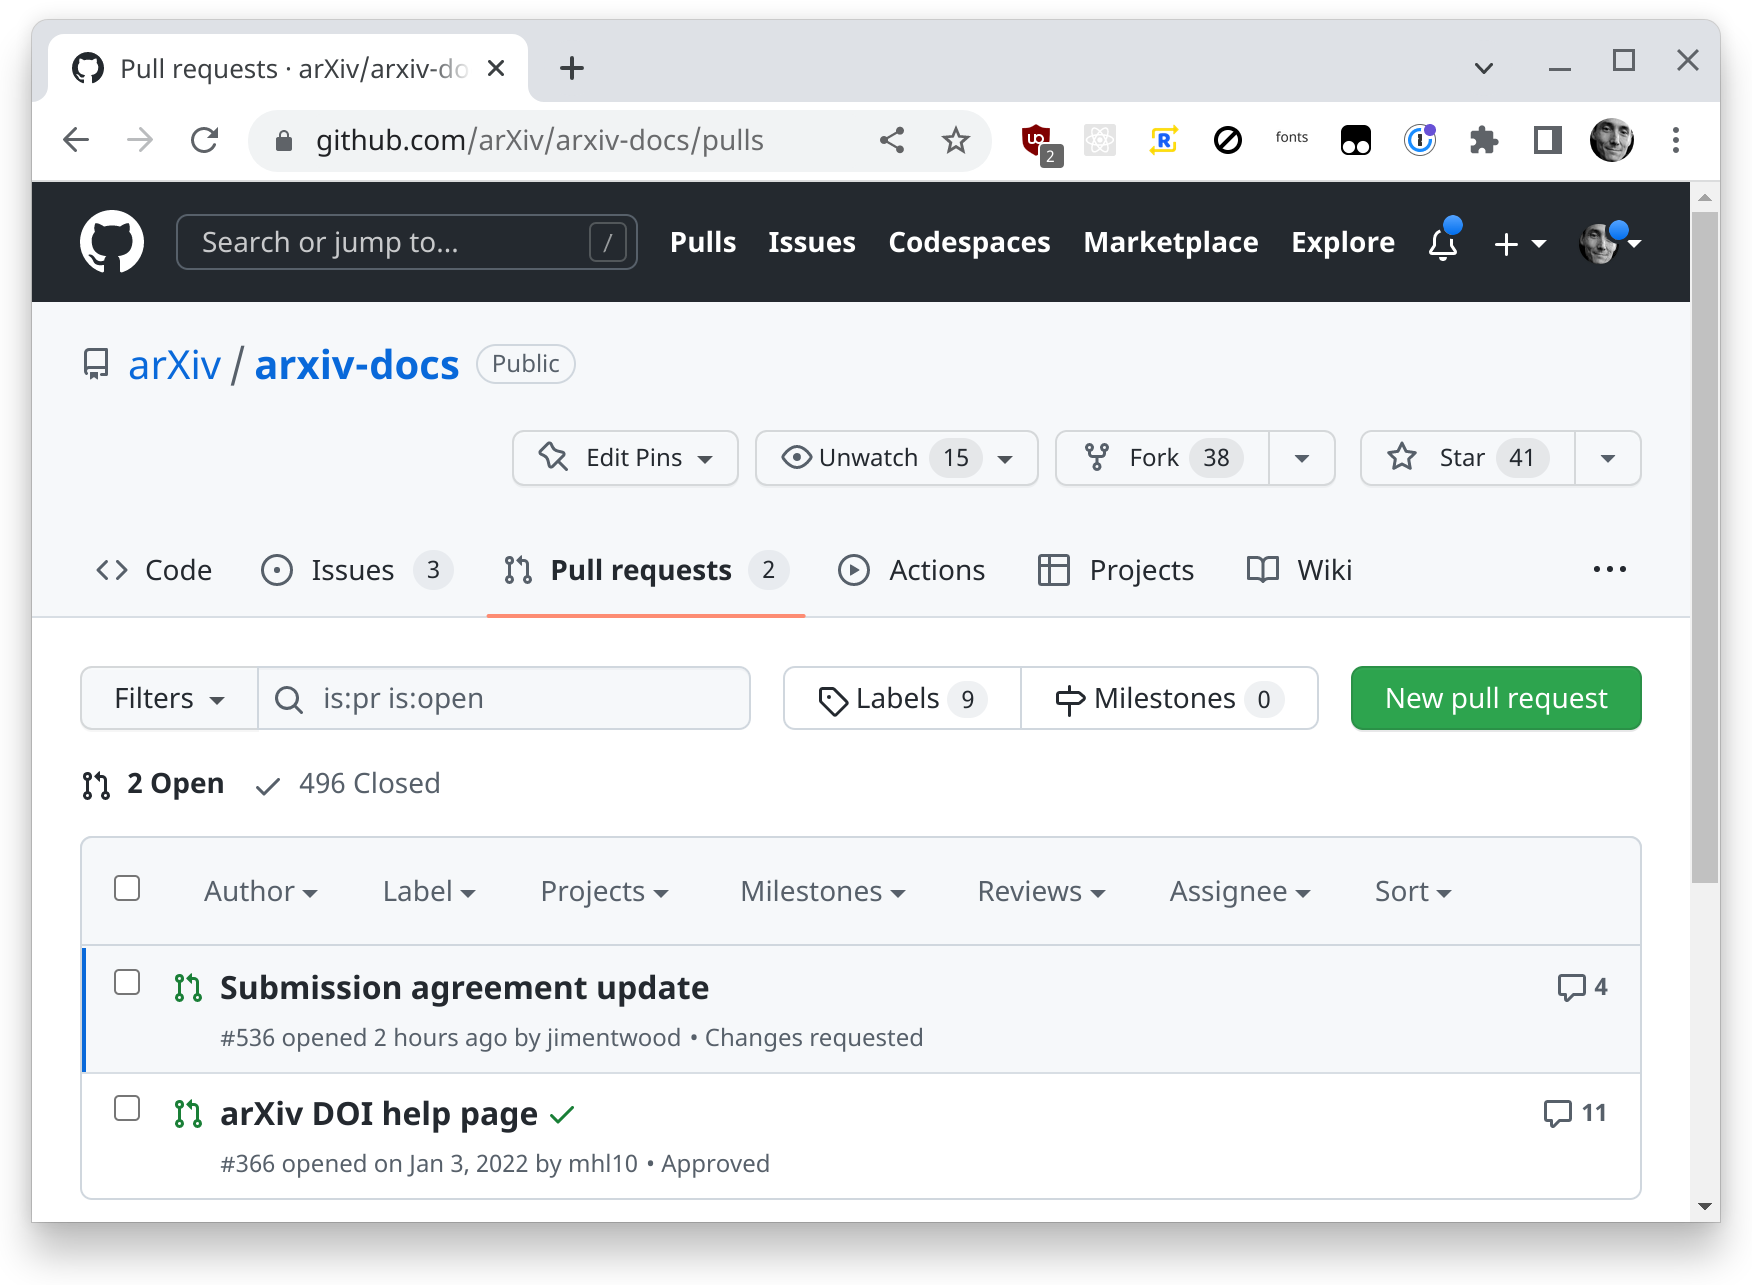 Pull requests · arXiv/arxiv-do
github.com/arXiv/arxiv-docs/pulls
2
fonts
Search or jump to... /
Pulls Issues Codespaces Marketplace Explore
arXiv / arxiv-docs Public
Edit Pins Unwatch 15 Fork 38 Star 41
Code Issues 3 Pull requests 2 Actions Projects Wiki
Filters is:pr is:open Labels 9 Milestones 0 New pull request
2 Open 496 Closed
Author Label Projects Milestones Reviews Assignee Sort
Submission agreement update 4
#536 opened 2 hours ago by jimentwood • Changes requested
arXiv DOI help page 11
#366 opened on Jan 3, 2022 by mhl10 • Approved